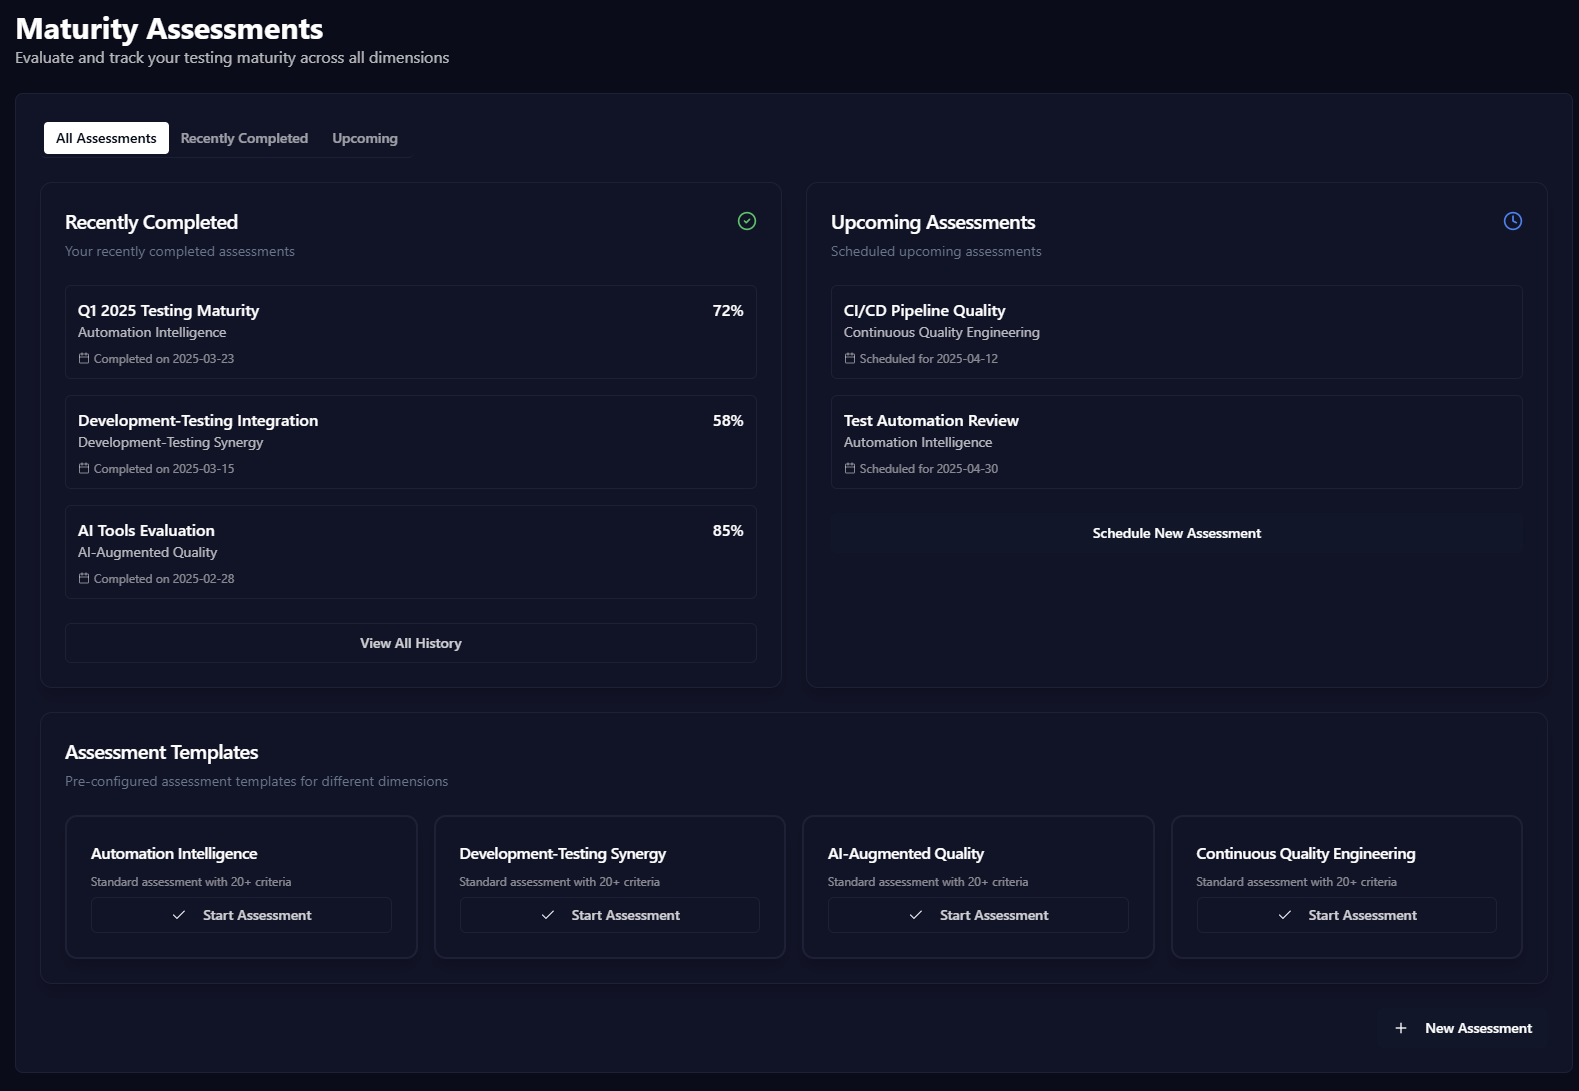 Maturity Assessments
Evaluate and track your testing maturity across all dimensions
All Assessments
Recently Completed
Upcoming
Recently Completed
Your recently completed assessments
Q1 2025 Testing Maturity
72%
Automation Intelligence
Completed on 2025-03-23
Development-Testing Integration
58%
Development-Testing Synergy
Completed on 2025-03-15
AI Tools Evaluation
85%
AI-Augmented Quality
Completed on 2025-02-28
View All History
Upcoming Assessments
Scheduled upcoming assessments
CI/CD Pipeline Quality
Continuous Quality Engineering
Scheduled for 2025-04-12
Test Automation Review
Automation Intelligence
Scheduled for 2025-04-30
Schedule New Assessment
Assessment Templates
Pre-configured assessment templates for different dimensions
Automation Intelligence
Standard assessment with 20+ criteria
Start Assessment
Development-Testing Synergy
Standard assessment with 20+ criteria
Start Assessment
AI-Augmented Quality
Standard assessment with 20+ criteria
Start Assessment
Continuous Quality Engineering
Standard assessment with 20+ criteria
Start Assessment
New Assessment